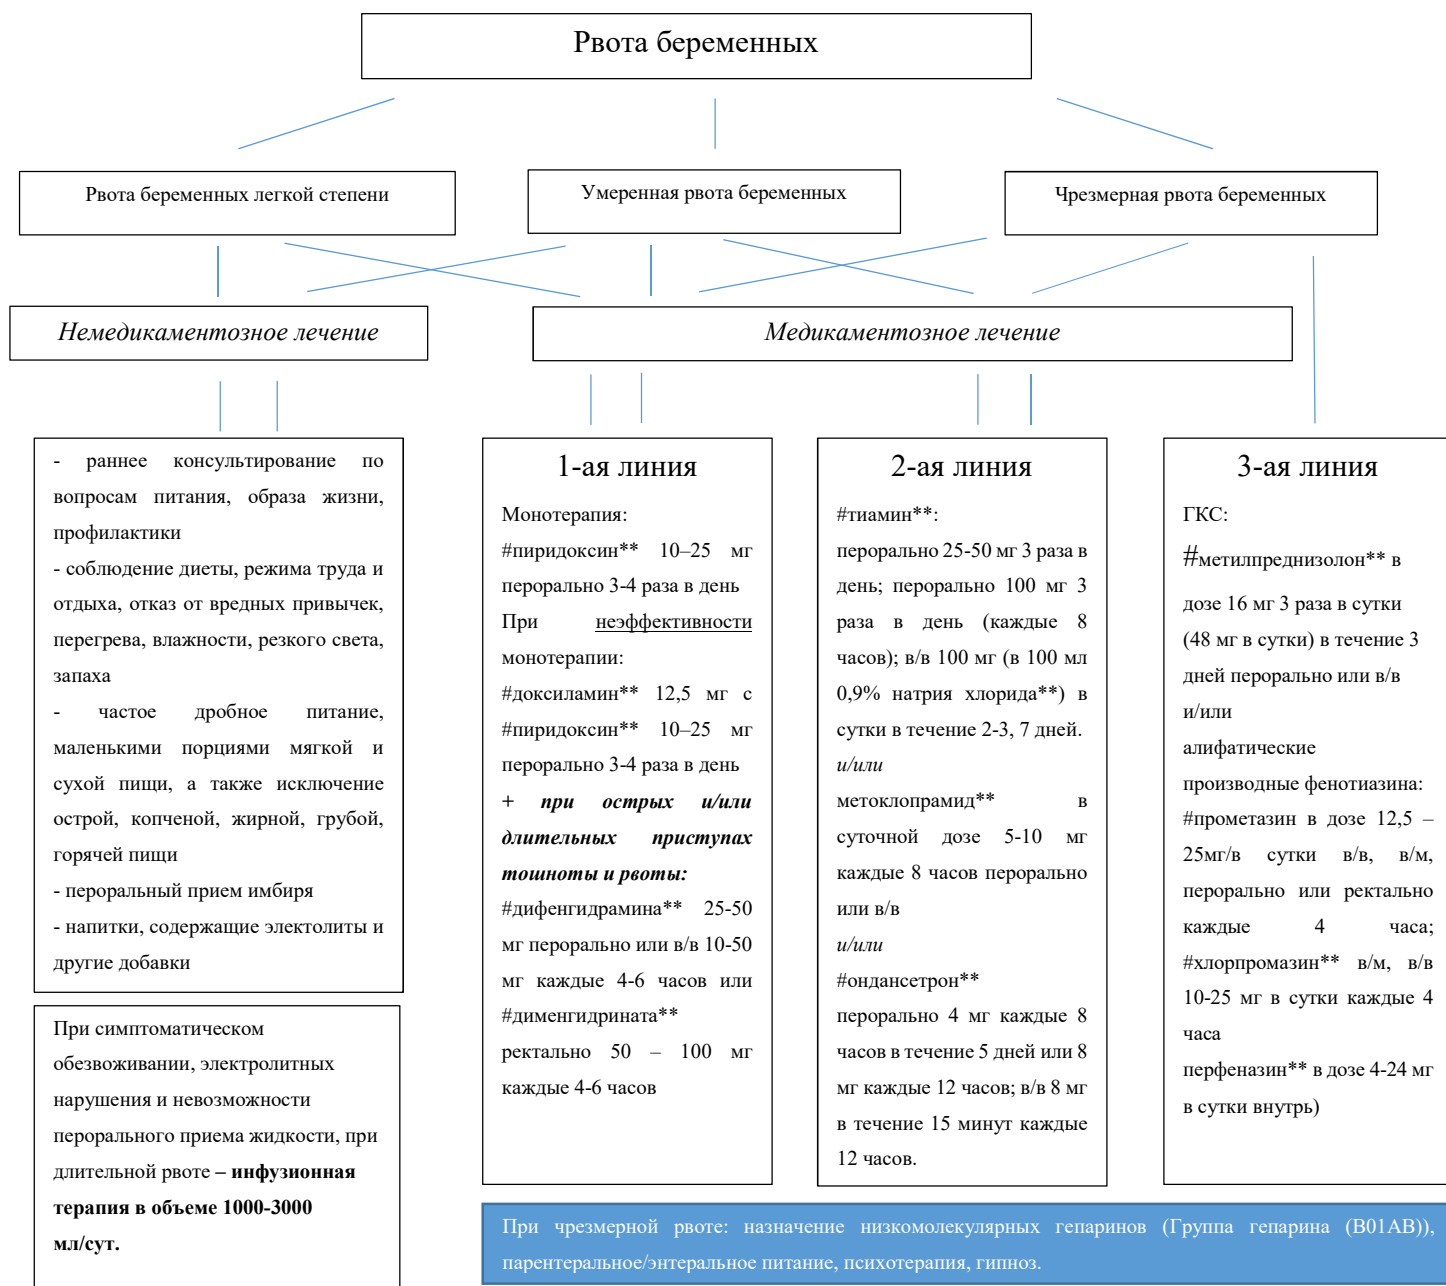 Рвота беременных
Рвота беременных легкой степени
Умеренная рвота беременных
Чрезмерная рвота беременных
Немедикаментозное лечение
Медикаментозное лечение
- раннее консультирование по
вопросам питания, образа жизни,
профилактики
- соблюдение диеты, режима труда и
отдыха, отказ от вредных привычек,
перегрева, влажности, резкого света,
запаха
- частое дробное питание,
маленькими порциями мягкой и
сухой пищи, а также исключение
острой, копченой, жирной, грубой,
горячей пищи
- пероральный прием имбиря
- напитки, содержащие электолиты и
другие добавки
При симптоматическом
обезвоживании, электролитных
нарушения и невозможности
перорального приема жидкости, при
длительной рвоте – инфузионная
терапия в объеме 1000-3000
мл/сут.
1-ая линия
Монотерапия:
#пиридоксин** 10–25 мг
перорально 3-4 раза в день
При неэффективности
монотерапии:
#доксиламин** 12,5 мг с
#пиридоксин** 10–25 мг
перорально 3-4 раза в день
+ при острых и/или
длительных приступах
тошноты и рвоты:
#дифенгидрамина** 25-50
мг перорально или в/в 10-50
мг каждые 4-6 часов или
#дименгидрината**
ректально 50 – 100 мг
каждые 4-6 часов
2-ая линия
#тиамин**:
перорально 25-50 мг 3 раза в
день; перорально 100 мг 3
раза в день (каждые 8
часов); в/в 100 мг (в 100 мл
0,9% натрия хлорида**) в
сутки в течение 2-3, 7 дней.
и/или
метоклопрамид** в
суточной дозе 5-10 мг
каждые 8 часов перорально
или в/в
и/или
#ондансетрон**
перорально 4 мг каждые 8
часов в течение 5 дней или 8
мг каждые 12 часов; в/в 8 мг
в течение 15 минут каждые
12 часов.
3-ая линия
ГКС:
#метилпреднизолон** в
дозе 16 мг 3 раза в сутки
(48 мг в сутки) в течение 3
дней перорально или в/в
и/или
алифатические
производные фенотиазина:
#прометазин в дозе 12,5 –
25мг/в сутки в/в, в/м,
перорально или ректально
каждые 4 часа;
#хлорпромазин** в/м, в/в
10-25 мг в сутки каждые 4
часа
перфеназин** в дозе 4-24 мг
в сутки внутрь)
При чрезмерной рвоте: назначение низкомолекулярных гепаринов (Группа гепарина (B01AB)),
парентеральное/энтеральное питание, психотерапия, гипноз.